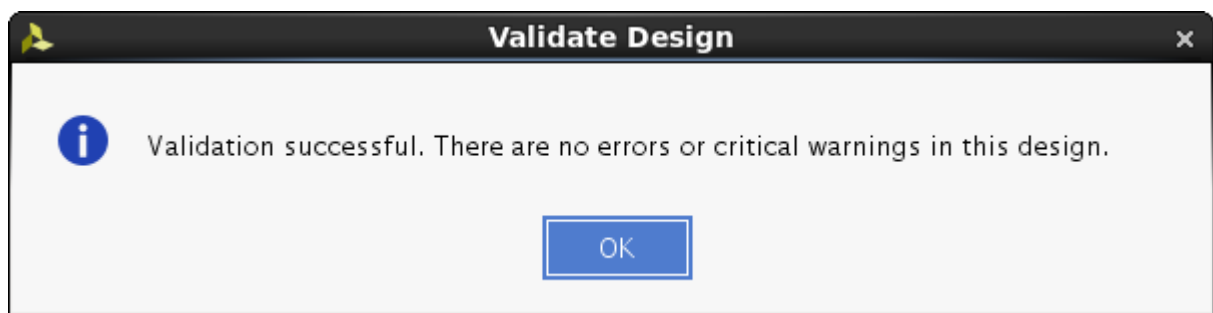 Validate Design
Validation successful. There are no errors or critical warnings in this design.
OK